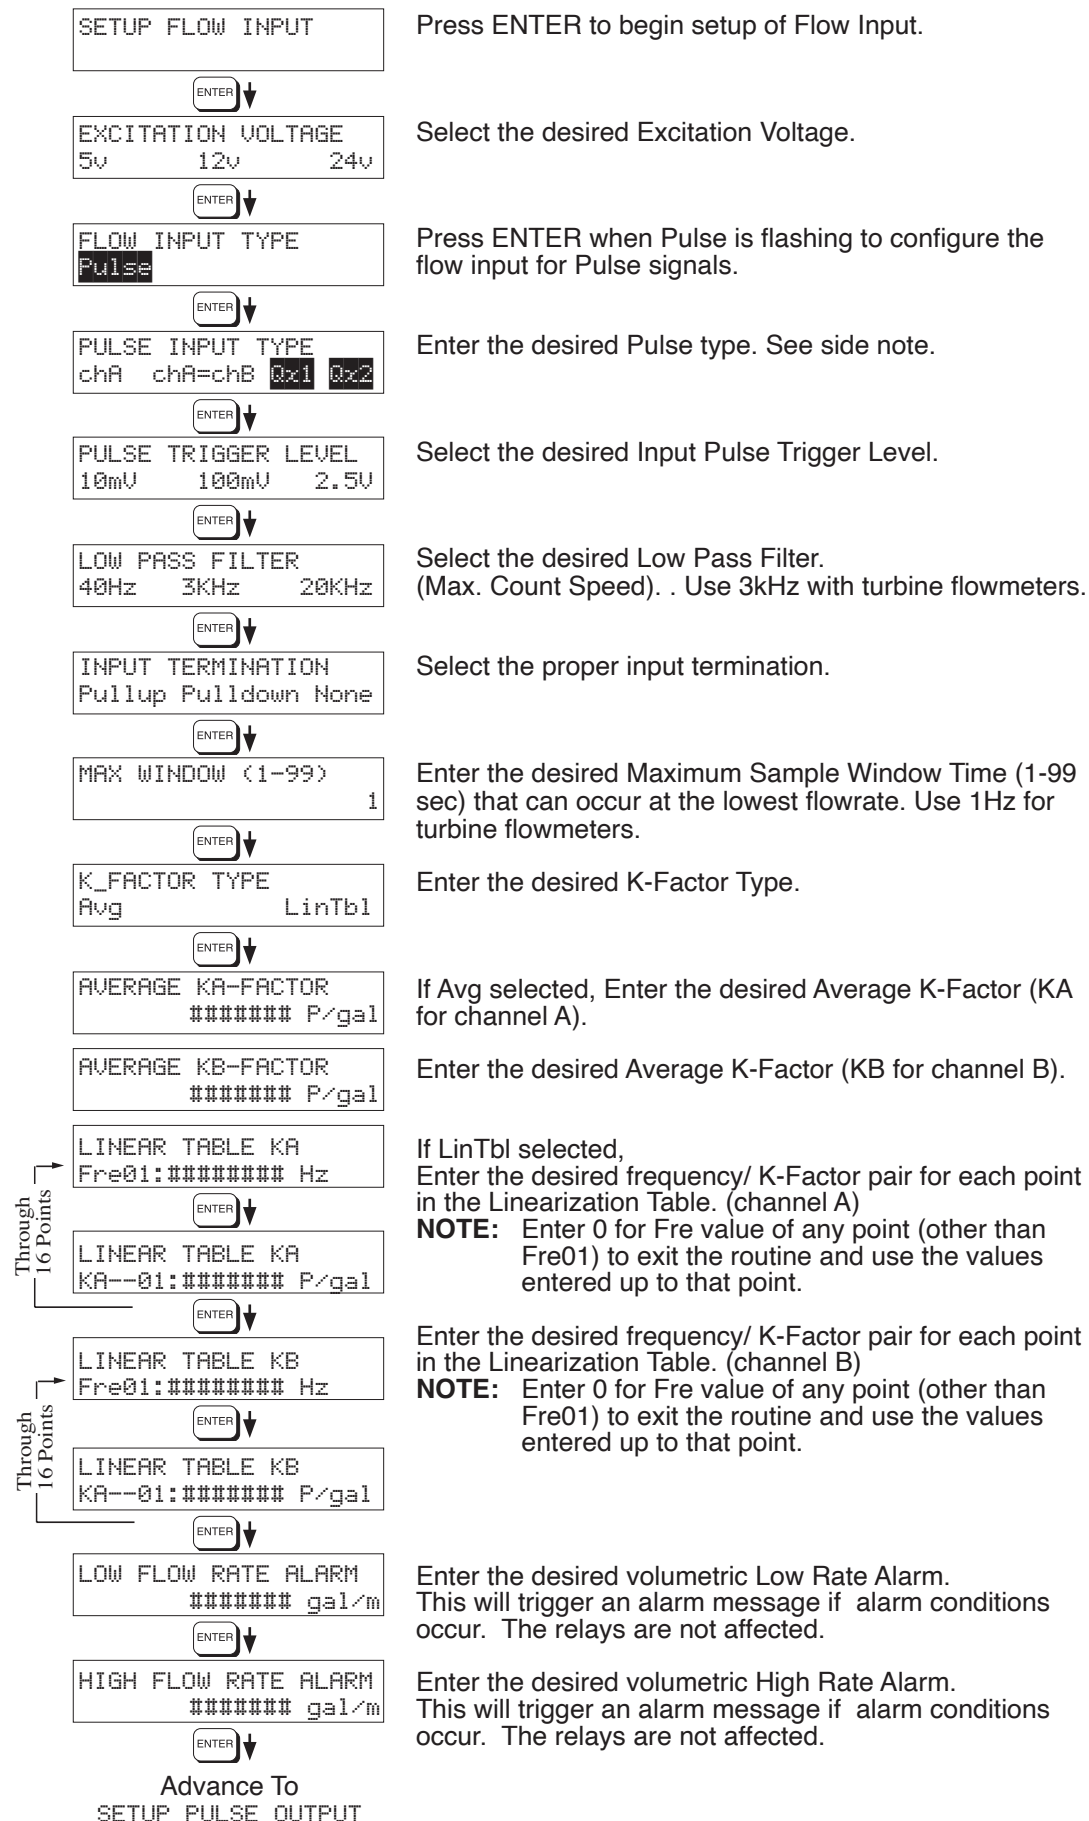 SETUP FLOW INPUT
Press ENTER to begin setup of Flow Input.
ENTER
EXCITATION VOLTAGE
5v 12v 24v
Select the desired Excitation Voltage.
ENTER
FLOW INPUT TYPE
Pulse
Press ENTER when Pulse is flashing to configure the
flow input for Pulse signals.
ENTER
PULSE INPUT TYPE
chA chA=chB Qx1 Qx2
Enter the desired Pulse type. See side note.
ENTER
PULSE TRIGGER LEVEL
10mV 100mV 2.5V
Select the desired Input Pulse Trigger Level.
ENTER
LOW PASS FILTER
40Hz 3KHz 20KHz
Select the desired Low Pass Filter.
(Max. Count Speed). . Use 3kHz with turbine flowmeters.
ENTER
INPUT TERMINATION
Pullup Pulldown None
Select the proper input termination.
ENTER
MAX WINDOW (1-99)
1
Enter the desired Maximum Sample Window Time (1-99
sec) that can occur at the lowest flowrate. Use 1Hz for
turbine flowmeters.
ENTER
K_FACTOR TYPE
Avg LinTbl
Enter the desired K-Factor Type.
ENTER
AVERAGE KA-FACTOR
####### P/gal
If Avg selected, Enter the desired Average K-Factor (KA
for channel A).
AVERAGE KB-FACTOR
####### P/gal
Enter the desired Average K-Factor (KB for channel B).
LINEAR TABLE KA
Fre01:######## Hz
If LinTbl selected,
Enter the desired frequency/ K-Factor pair for each point
in the Linearization Table. (channel A)
NOTE: Enter 0 for Fre value of any point (other than
Fre01) to exit the routine and use the values
entered up to that point.
ENTER
Through
16 Points
LINEAR TABLE KA
KA--01:####### P/gal
ENTER
LINEAR TABLE KB
Fre01:######## Hz
Enter the desired frequency/ K-Factor pair for each point
in the Linearization Table. (channel B)
NOTE: Enter 0 for Fre value of any point (other than
Fre01) to exit the routine and use the values
entered up to that point.
ENTER
Through
16 Points
LINEAR TABLE KB
KA--01:####### P/gal
ENTER
LOW FLOW RATE ALARM
####### gal/m
Enter the desired volumetric Low Rate Alarm.
This will trigger an alarm message if alarm conditions
occur. The relays are not affected.
ENTER
HIGH FLOW RATE ALARM
####### gal/m
Enter the desired volumetric High Rate Alarm.
This will trigger an alarm message if alarm conditions
occur. The relays are not affected.
ENTER
Advance To
SETUP PULSE OUTPUT